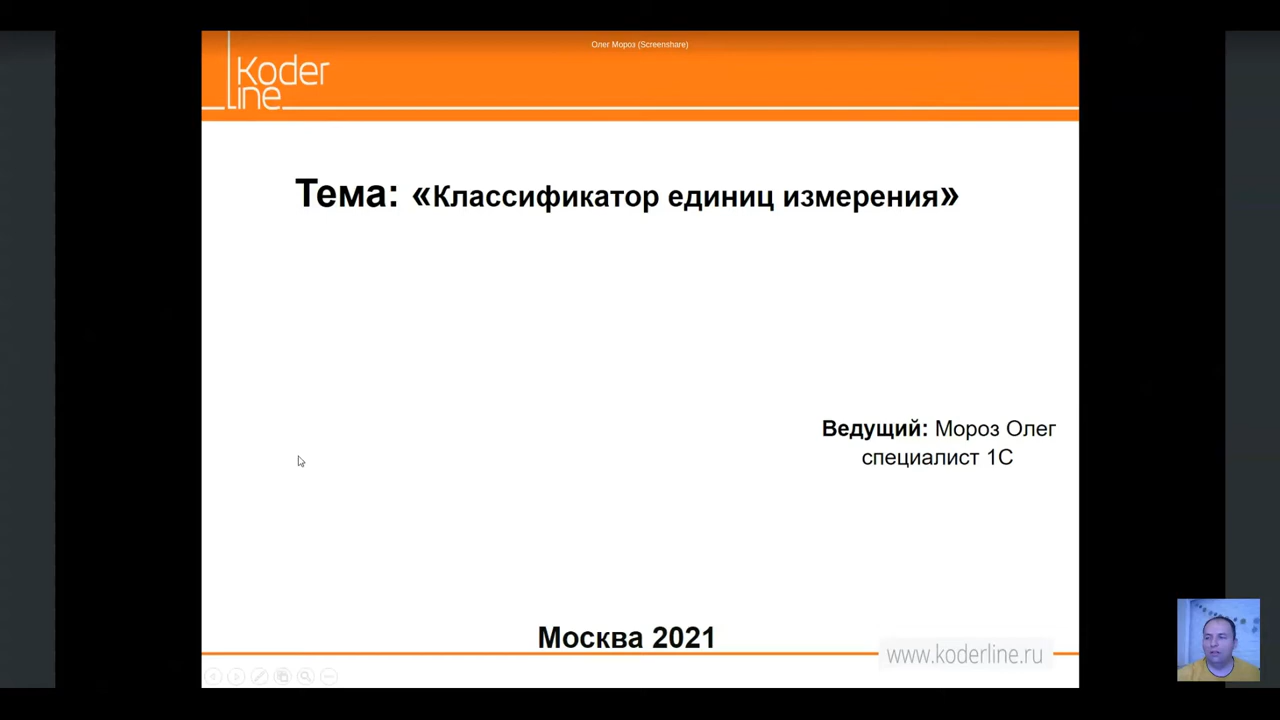 Олег Мороз (Screenshare)
Koder
line
Тема: «Классификатор единиц измерения»
Ведущий: Мороз Олег
специалист 1С
Москва 2021
www.koderline.ru